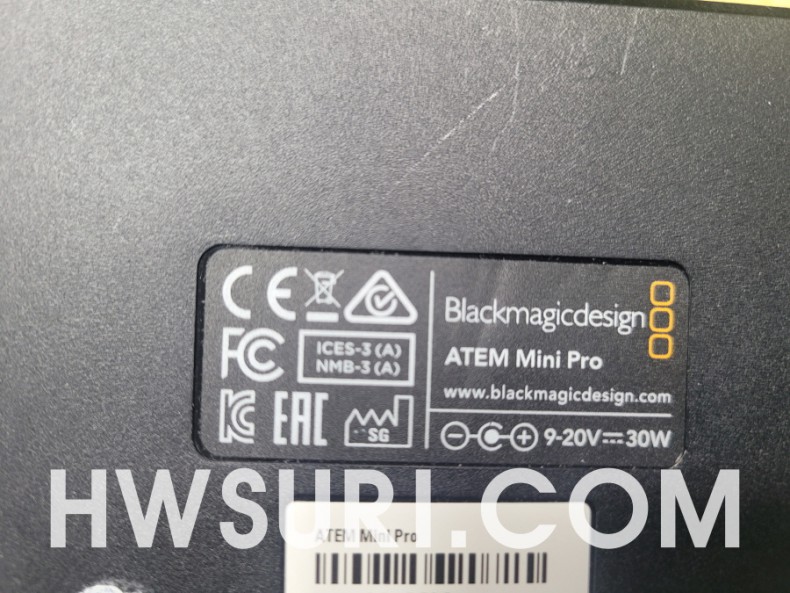 CE
FC
ICES-3 (A)
NMB-3 (A)
EAC
SG
Blackmagicdesign
ATEM Mini Pro
www.blackmagicdesign.com
9-20V⎓30W
HWSURI.COM
ATEM Mini Pro